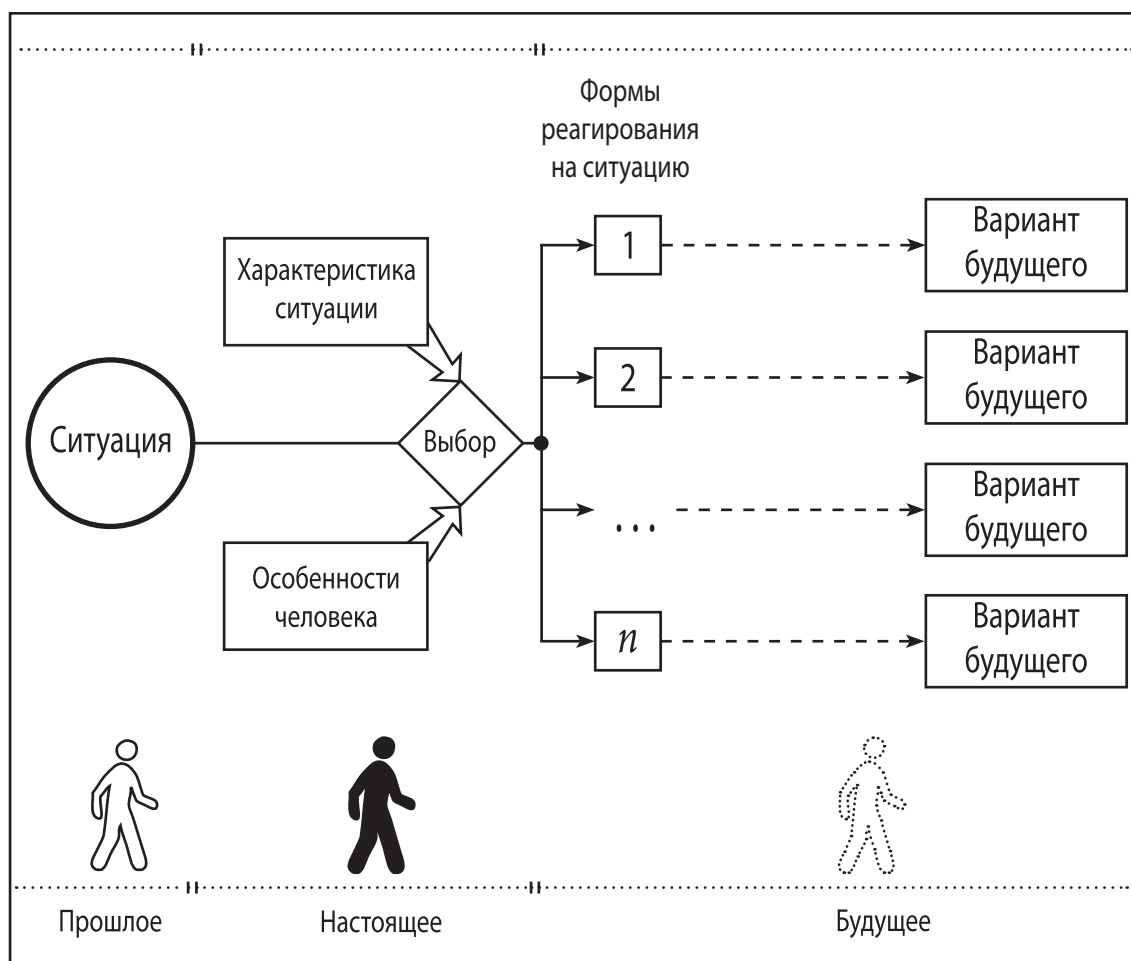 Формы
реагирования
на ситуацию
Характеристика
ситуации
Ситуация
Выбор
Особенности
человека
1
Вариант
будущего
2
Вариант
будущего
...
Вариант
будущего
n
Вариант
будущего
Прошлое
Настоящее
Будущее